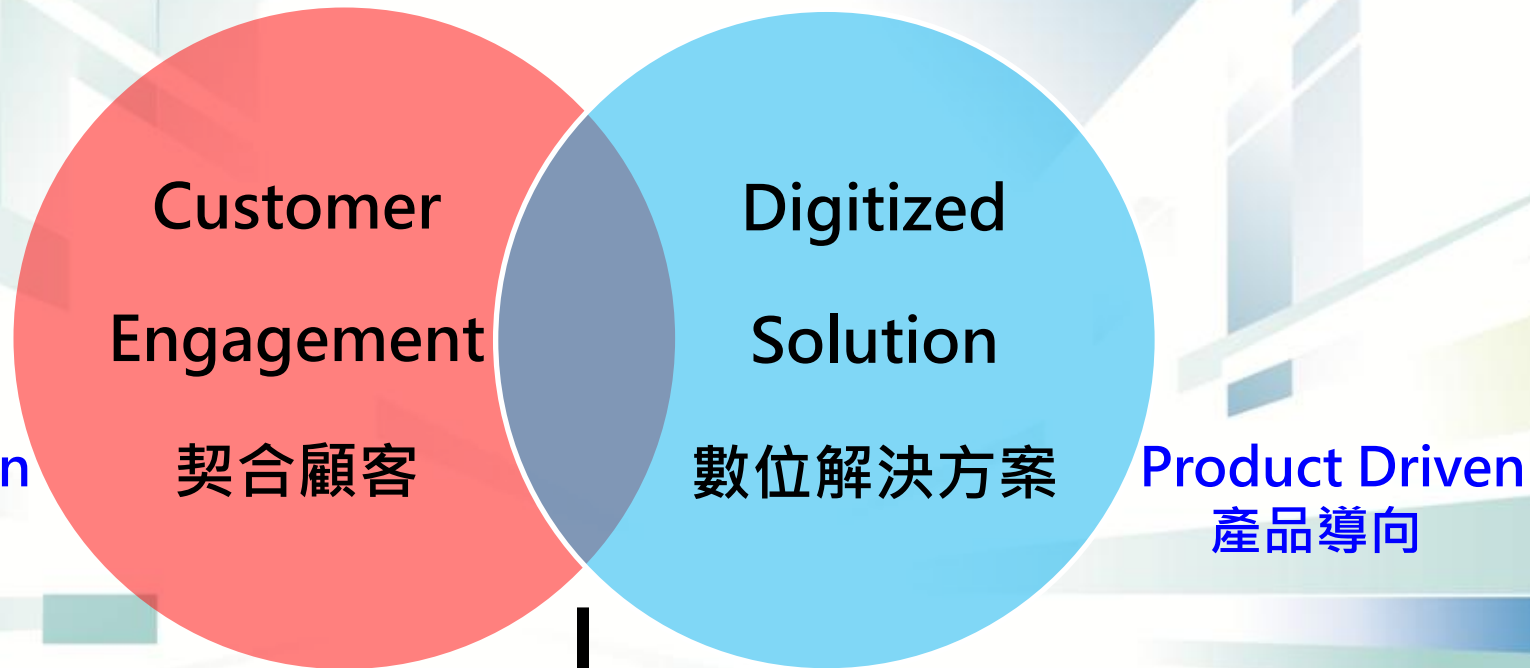 Customer
Engagement
契合顧客
Digitized
Solution
數位解決方案
n
Product Driven
產品導向